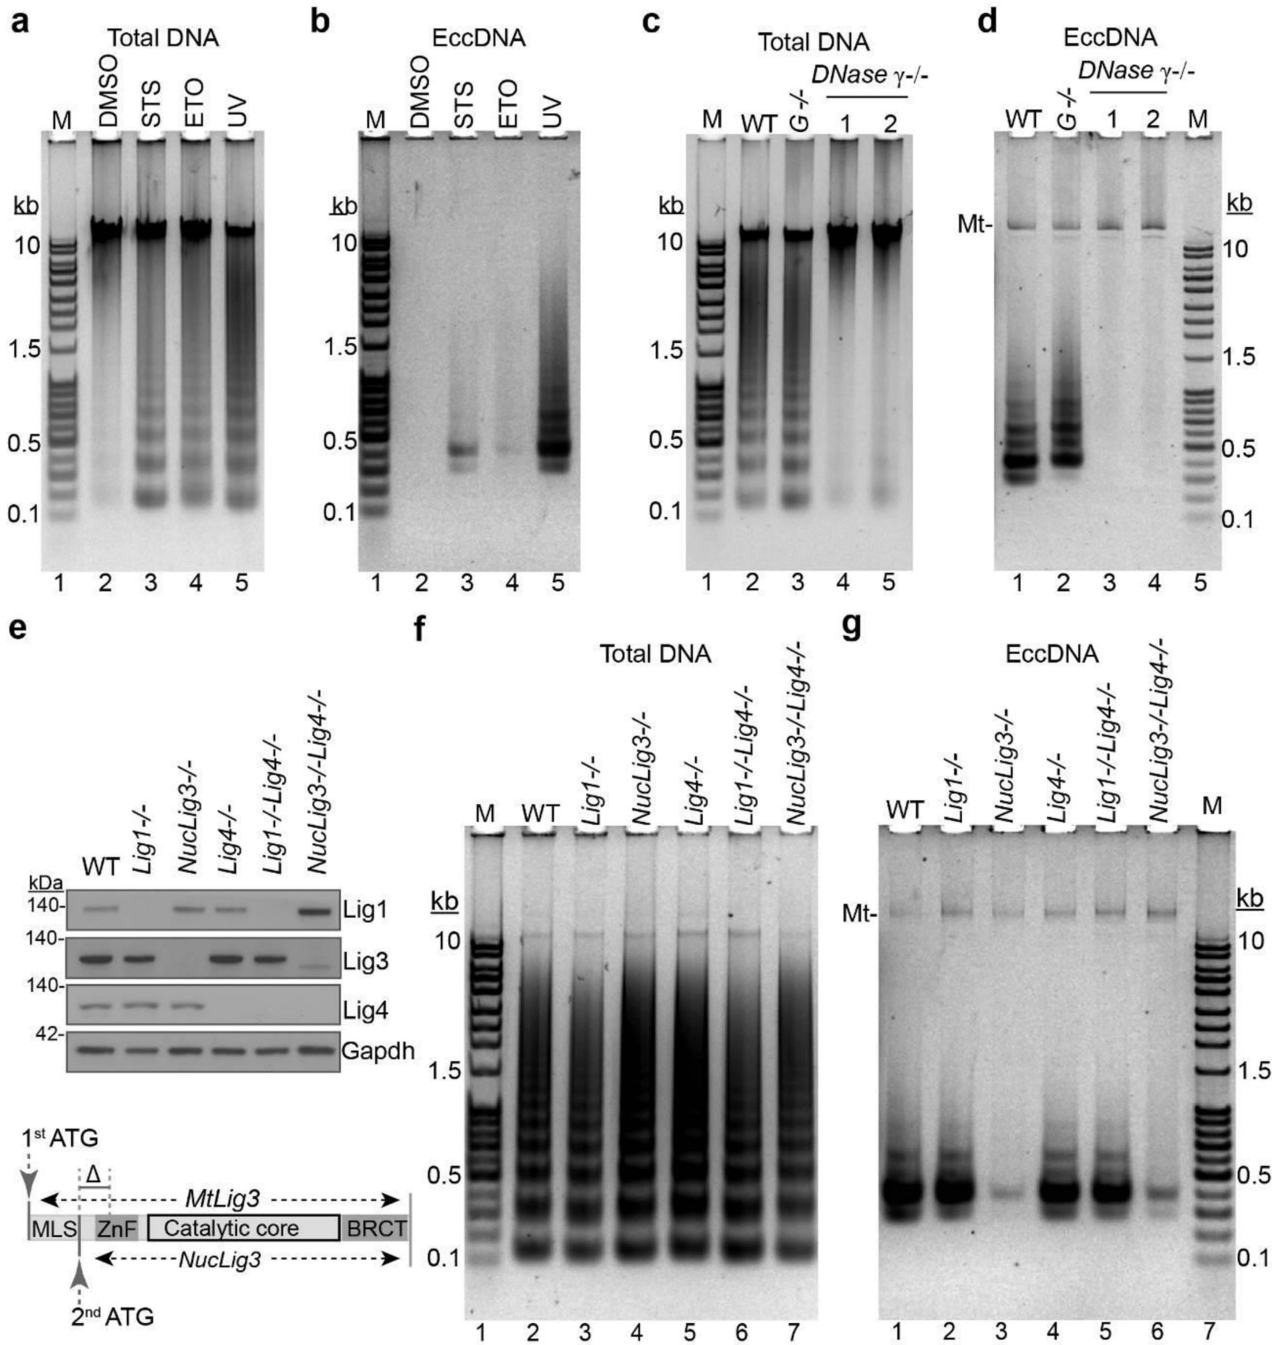 a
Total DNA
M DMSO STS ETO UV
kb
10
1.5
0.5
0.1
1 2 3 4 5
b
EccDNA
M DMSO STS ETO UV
kb
10
1.5
0.5
0.1
1 2 3 4 5
c
Total DNA
DNase γ-/-
M WT G -/- 1 2
kb
10
1.5
0.5
0.1
1 2 3 4 5
d
EccDNA
DNase γ-/-
WT G -/- 1 2 M
Mt-
kb
10
1.5
0.5
0.1
1 2 3 4 5
e
WT Lig1-/- NucLig3-/- Lig4-/- Lig1-/-Lig4-/- NucLig3-/-Lig4-/-
kDa
140- Lig1
140- Lig3
140- Lig4
42- Gapdh
1st ATG
Δ
MtLig3
MLS ZnF Catalytic core BRCT
NucLig3
2nd ATG
f
Total DNA
M WT Lig1-/- NucLig3-/- Lig4-/- Lig1-/-Lig4-/- NucLig3-/-Lig4-/-
kb
10
1.5
0.5
0.1
1 2 3 4 5 6 7
g
EccDNA
WT Lig1-/- NucLig3-/- Lig4-/- Lig1-/-Lig4-/- NucLig3-/-Lig4-/- M
Mt-
kb
10
1.5
0.5
0.1
1 2 3 4 5 6 7